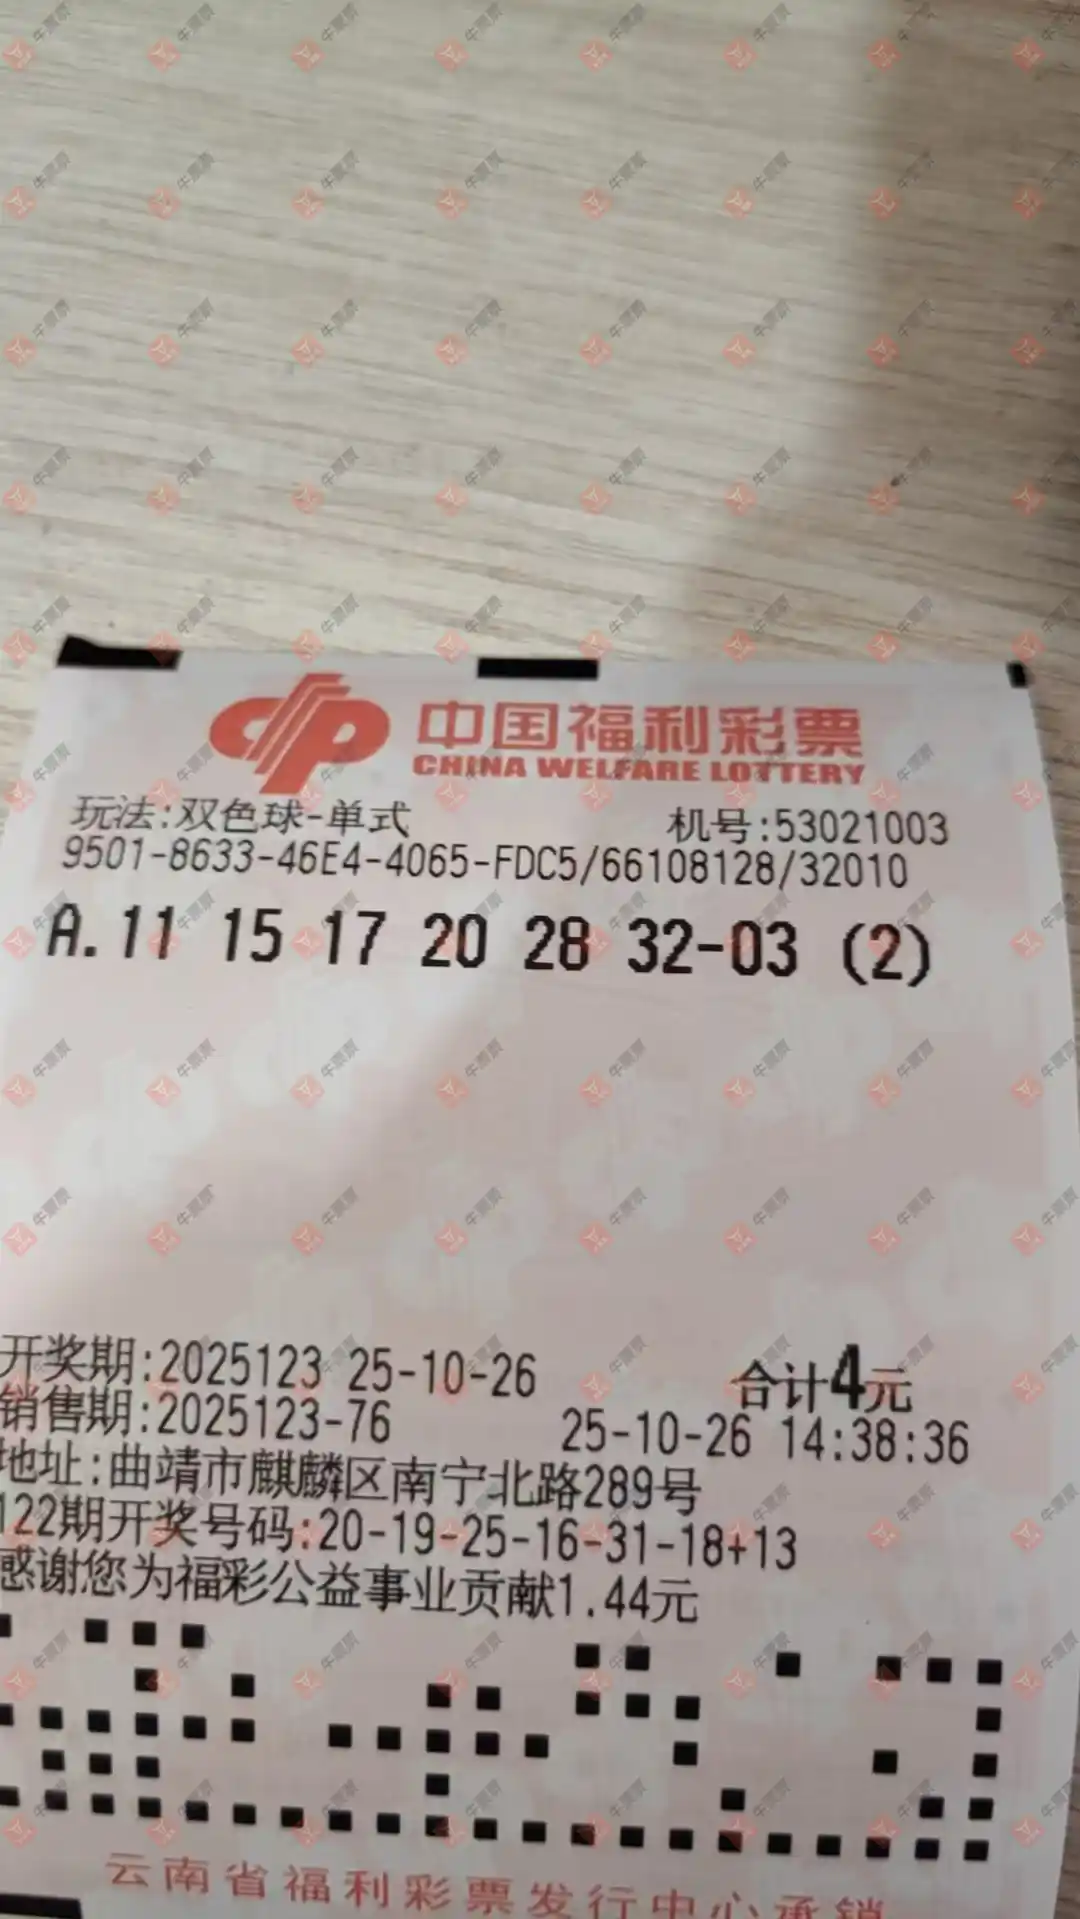 中国福利彩票
CHINA WELFARE LOTTERY
玩法:双色球-单式 机号:53021003
9501-8633-46E4-4065-FDC5/66108128/32010
A.11 15 17 20 28 32-03 (2)
开奖期:2025123 25-10-26 合计4元
销售期:2025123-76 25-10-26 14:38:36
地址:曲靖市麒麟区南宁北路289号
122期开奖号码:20-19-25-16-31-18+13
感谢您为福彩公益事业贡献1.44元
云南省福利彩票发行中心承销